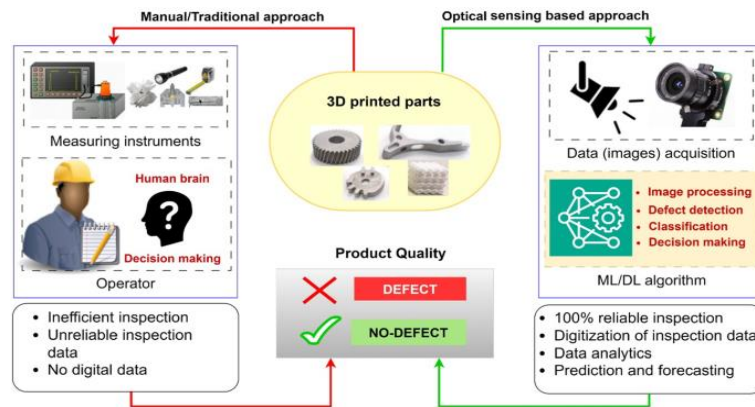 Manual/Traditional approach
Optical sensing based approach
Measuring instruments
Human brain
?
Decision making
Operator
• Inefficient inspection
• Unreliable inspection
data
• No digital data
3D printed parts
Product Quality
DEFECT
NO-DEFECT
Data (images) acquisition
• Image processing
• Defect detection
• Classification
• Decision making
ML/DL algorithm
• 100% reliable inspection
• Digitization of inspection data
• Data analytics
• Prediction and forecasting